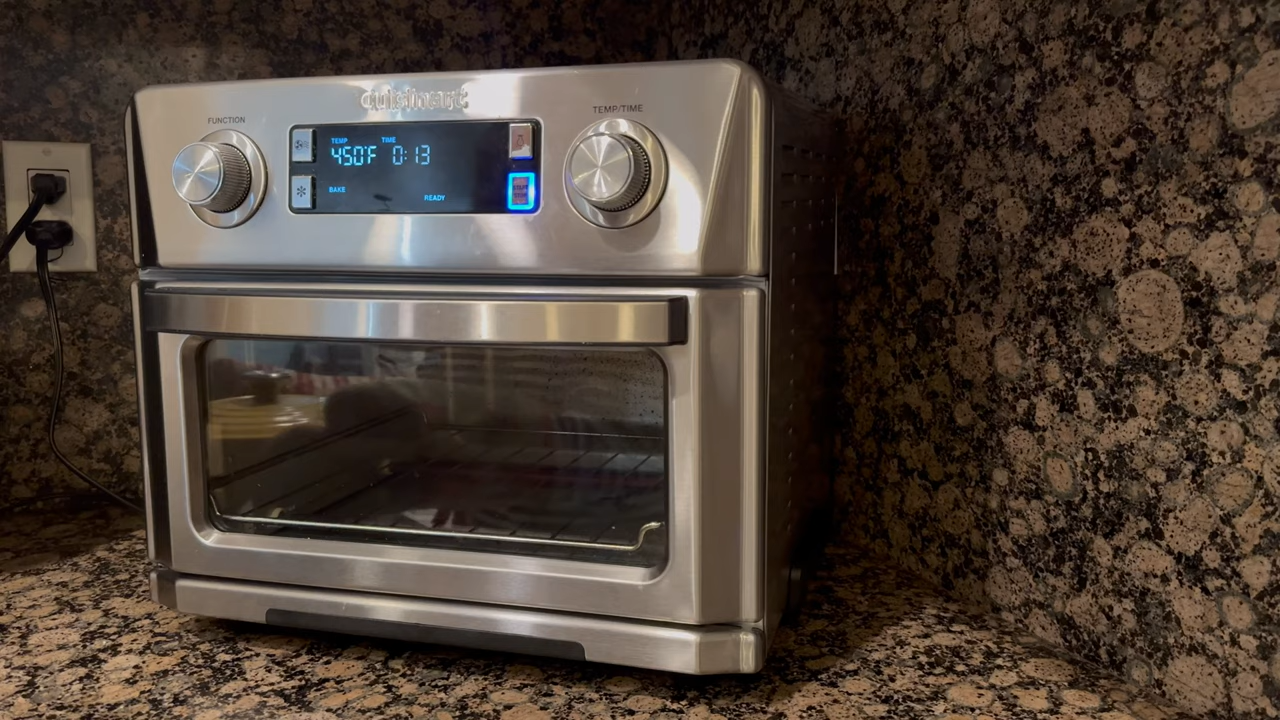 Cuisinart
FUNCTION
TEMP/TIME
TEMP TIME
450°F 0:13
BAKE
READY